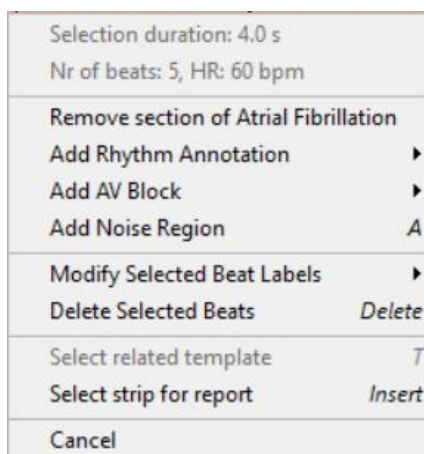 Selection duration: 4.0 s
Nr of beats: 5, HR: 60 bpm
Remove section of Atrial Fibrillation
Add Rhythm Annotation
Add AV Block
Add Noise Region A
Modify Selected Beat Labels
Delete Selected Beats Delete
Select related template T
Select strip for report Insert
Cancel